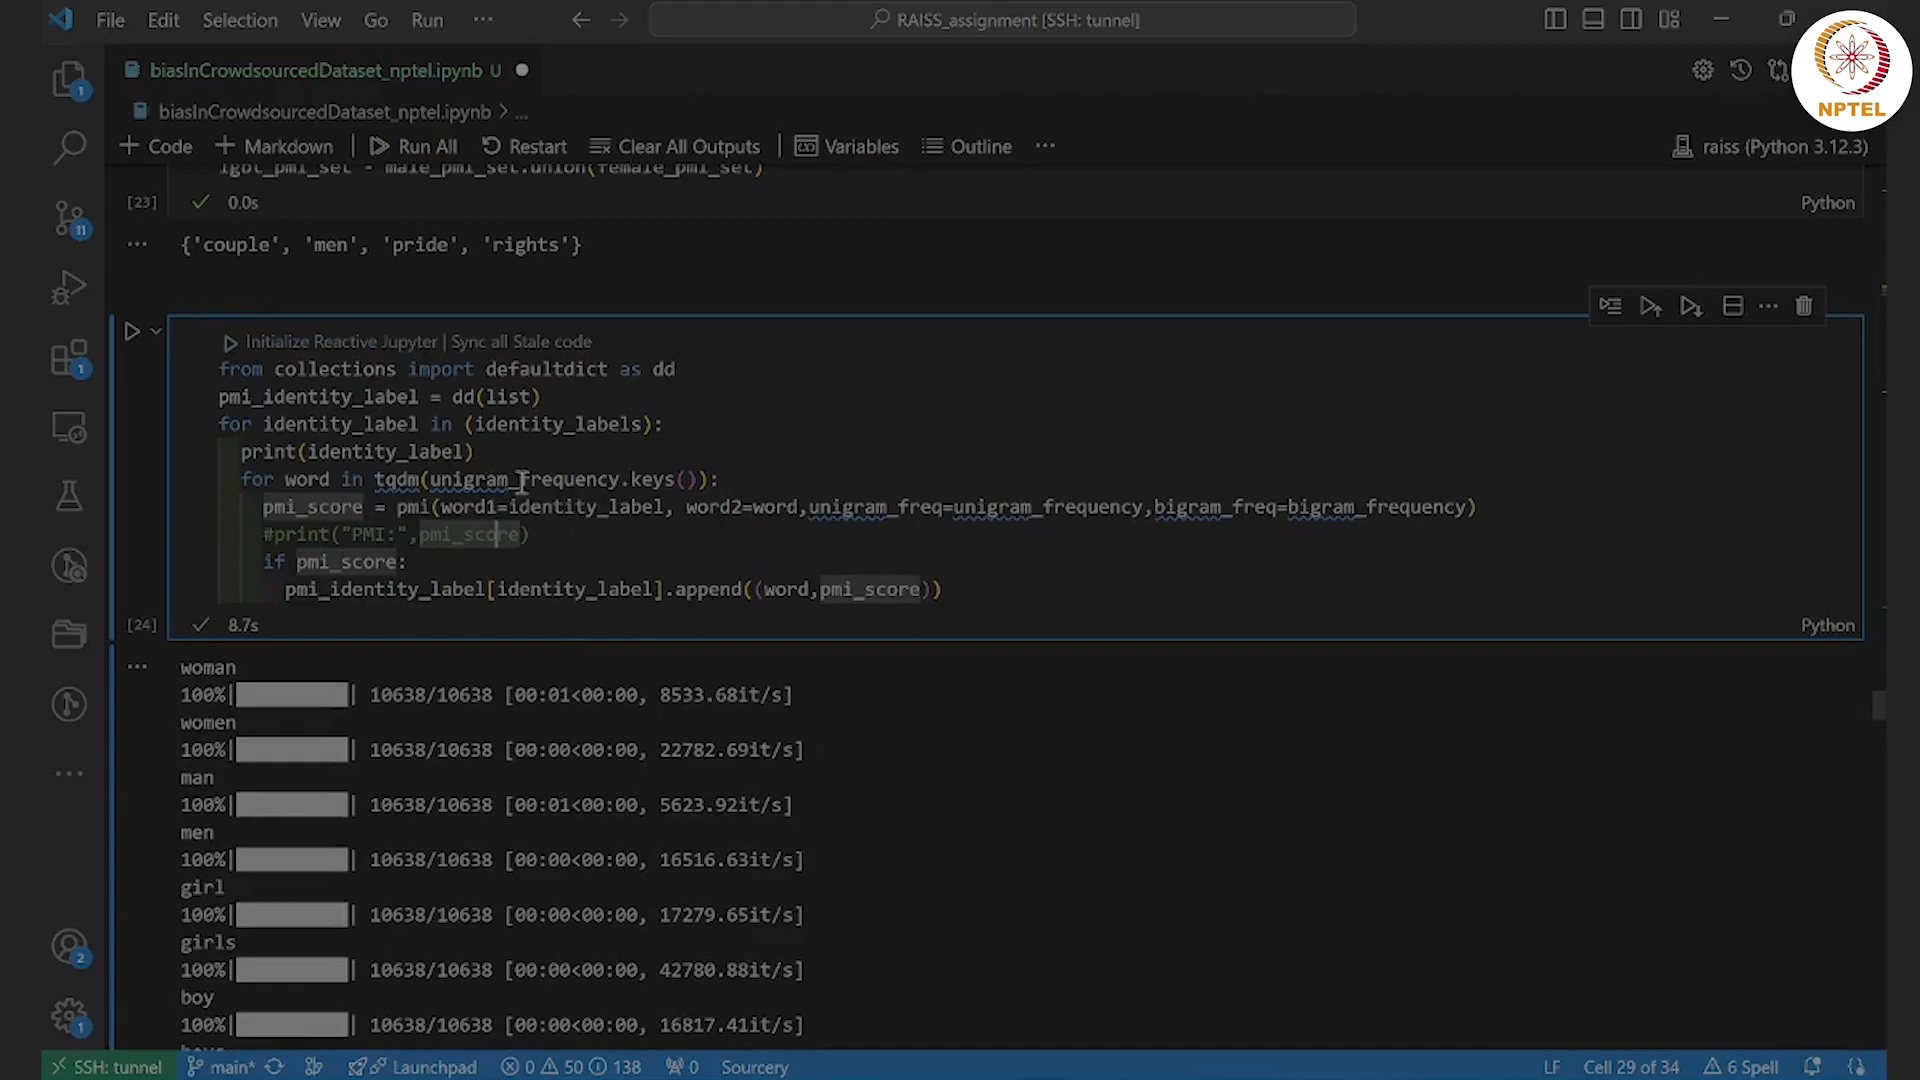 File Edit Selection View Go Run ··· RAISS_assignment [SSH: tunnel]
biasInCrowdsourcedDataset_nptel.ipynb U
NPTEL
biasInCrowdsourcedDataset_nptel.ipynb > ...
+ Code + Markdown | Run All Restart Clear All Outputs | Variables Outline ··· raiss (Python 3.12.3)
lgbt_pmi_set - male_pmi_set.union(female_pmi_set)
[23] 0.0s Python
{'couple', 'men', 'pride', 'rights'}
Initialize Reactive Jupyter | Sync all Stale code
from collections import defaultdict as dd
pmi_identity_label = dd(list)
for identity_label in (identity_labels):
print(identity_label)
for word in tqdm(unigram_frequency.keys()):
pmi_score = pmi(word1=identity_label, word2=word,unigram_freq=unigram_frequency,bigram_freq=bigram_frequency)
#print("PMI:",pmi_score)
if pmi_score:
pmi_identity_label[identity_label].append((word,pmi_score))
[24] 8.7s Python
woman
100%| | 10638/10638 [00:01<00:00, 8533.68it/s]
women
100%| | 10638/10638 [00:00<00:00, 22782.69it/s]
man
100%| | 10638/10638 [00:01<00:00, 5623.92it/s]
men
100%| | 10638/10638 [00:00<00:00, 16516.63it/s]
girl
100%| | 10638/10638 [00:00<00:00, 17279.65it/s]
girls
100%| | 10638/10638 [00:00<00:00, 42780.88it/s]
boy
100%| | 10638/10638 [00:00<00:00, 16817.41it/s]
SSH: tunnel main* Launchpad 0 50 138 0 Sourcery LF Cell 29 of 34 6 Spell
1
11
1
2
1